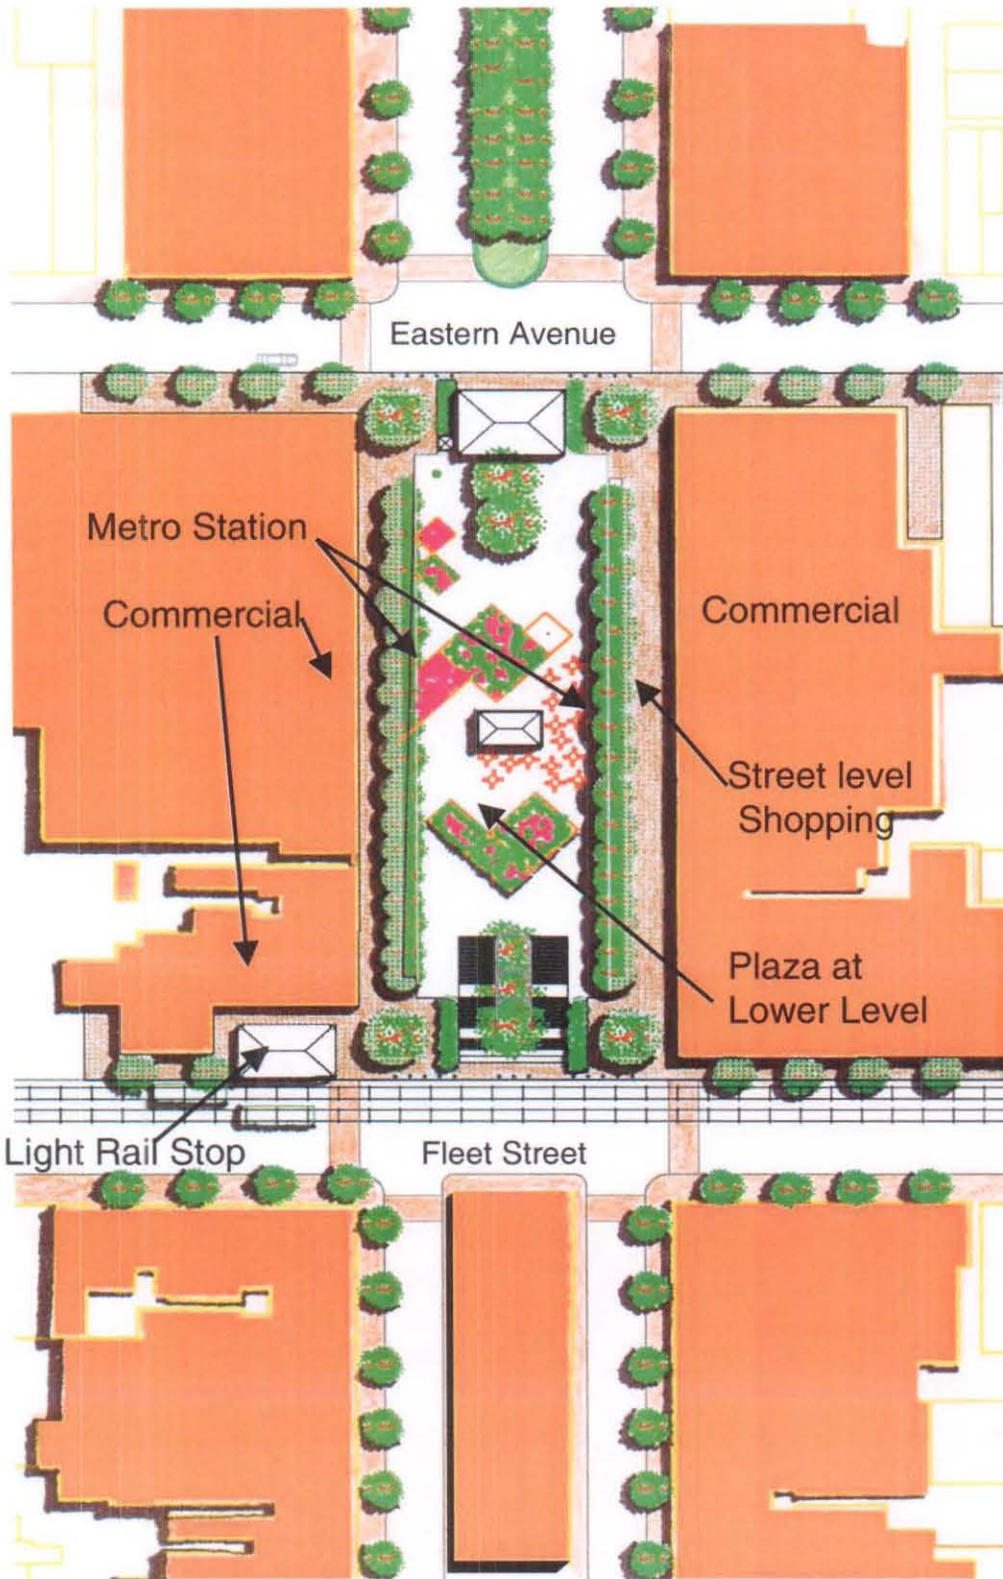 Eastern Avenue
Metro Station
Commercial
Commercial
Street level
Shopping
Plaza at
Lower Level
Light Rail Stop
Fleet Street